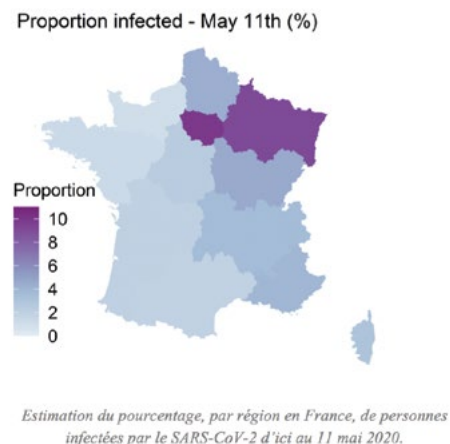 Proportion infected - May 11th (%)
Proportion
10
8
6
4
2
0
Estimation du pourcentage, par région en France, de personnes
infectées par le SARS-CoV-2 d'ici au 11 mai 2020.